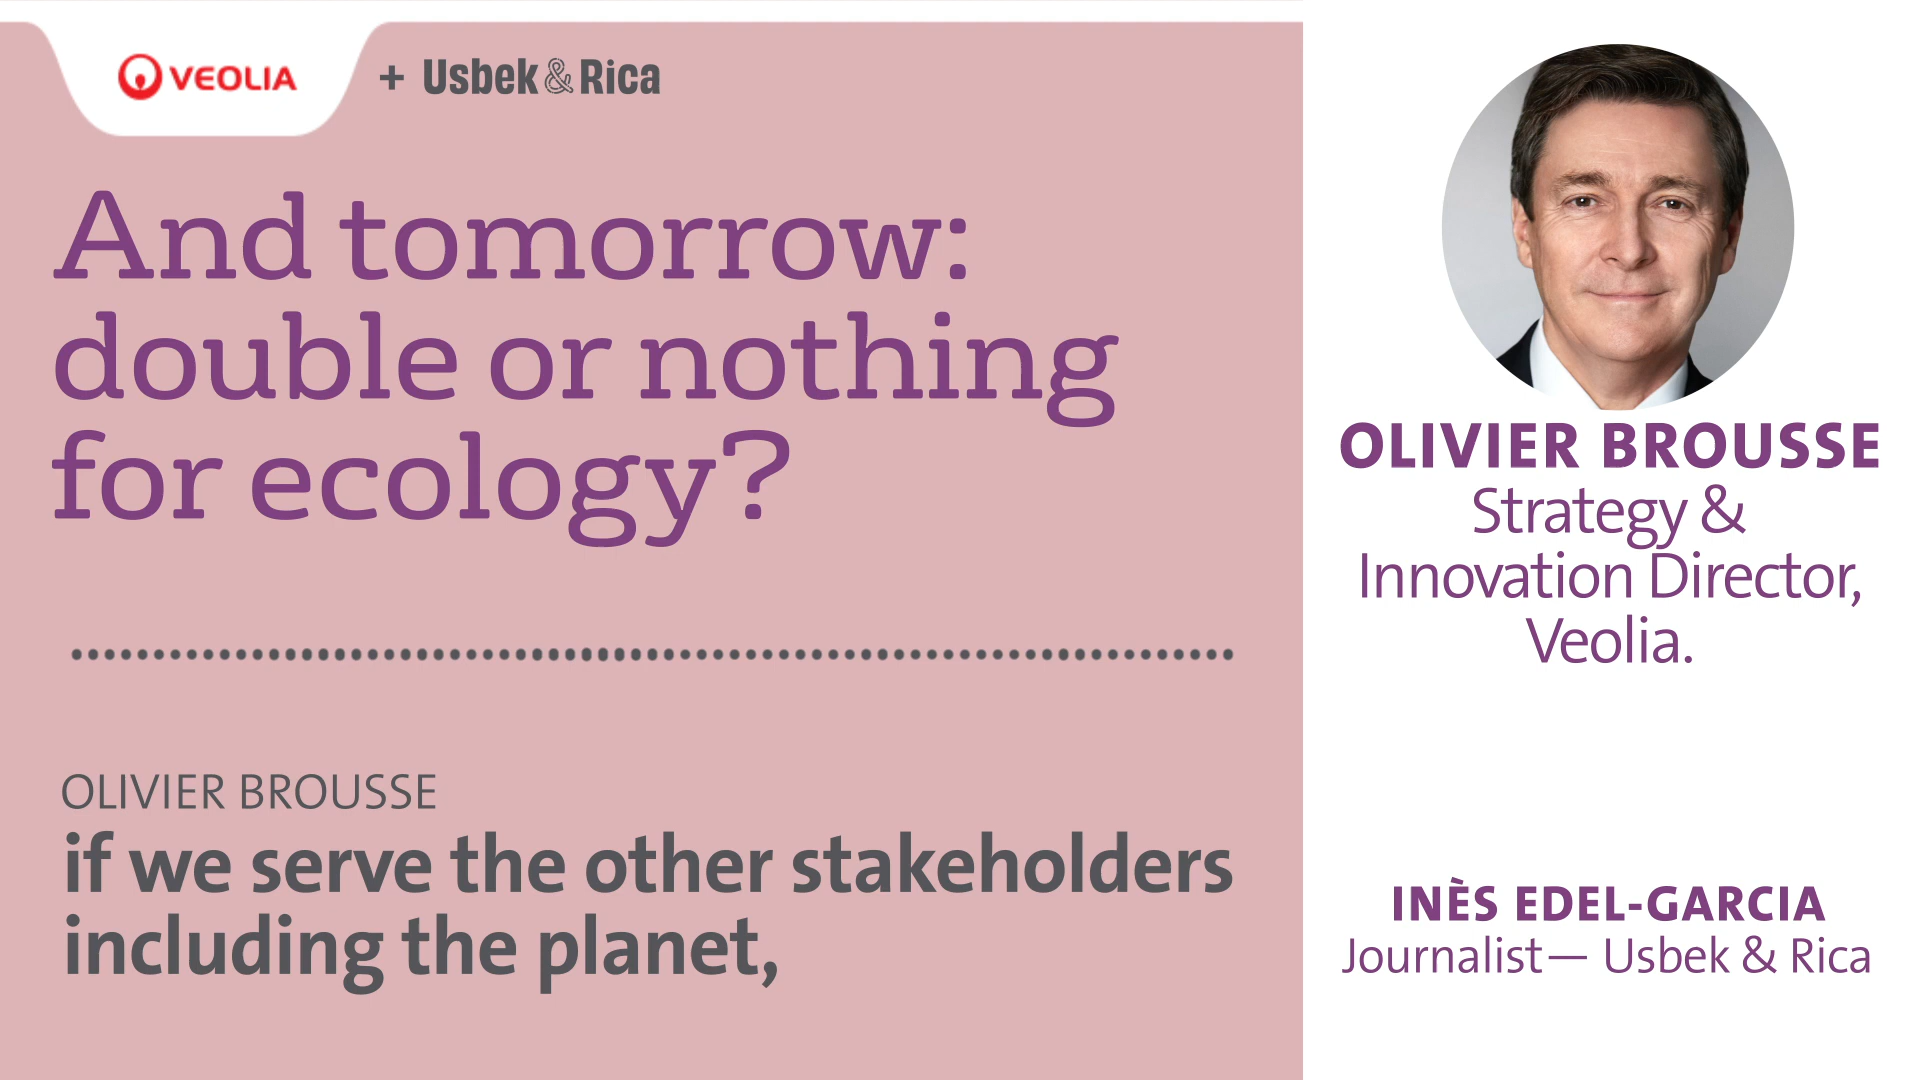 VEOLIA + Usbek & Rica
And tomorrow:
double or nothing
for ecology?
OLIVIER BROUSSE
if we serve the other stakeholders
including the planet,
OLIVIER BROUSSE
Strategy &
Innovation Director,
Veolia.
INÈS EDEL-GARCIA
Journalist— Usbek & Rica